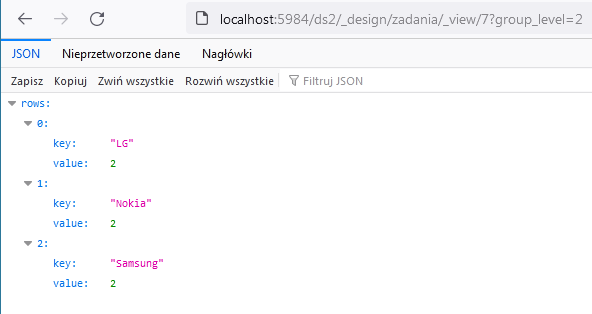 localhost:5984/ds2/_design/zadania/_view/7?group_level=2
JSON Nieprzetworzone dane Nagłówki
Zapisz Kopiuj Zwiń wszystkie Rozwiń wszystkie Filtruj JSON
rows:
0:
key: "LG"
value: 2
1:
key: "Nokia"
value: 2
2:
key: "Samsung"
value: 2